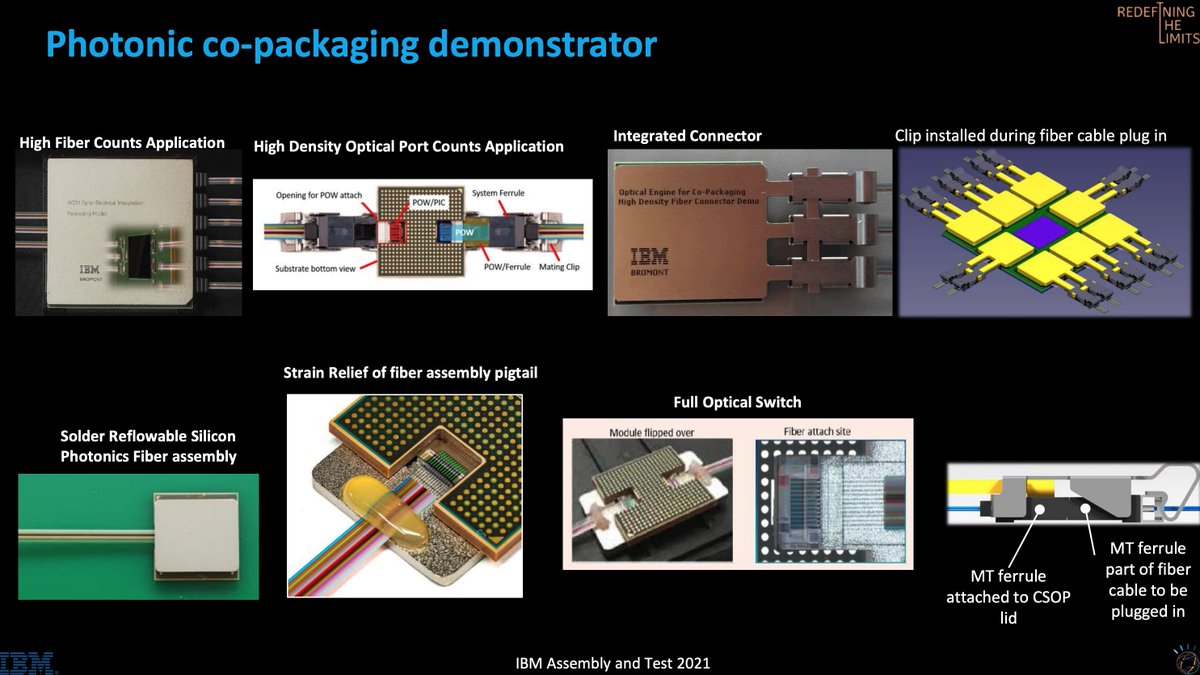 REDEFINING
THE
LIMITS
Photonic co-packaging demonstrator
High Fiber Counts Application
High Density Optical Port Counts Application
Integrated Connector
Clip installed during fiber cable plug in
Packaging Model
IBM
BROMONT
Opening for POW attach
POW/PIC
System Ferrule
POW
Substrate bottom view
POW/Ferrule
Mating Clip
Optical Engine for Co-Packaging
High Density Fiber Connector Demo
IBM
BROMONT
Solder Reflowable Silicon
Photonics Fiber assembly
Strain Relief of fiber assembly pigtail
Full Optical Switch
Module flipped over
Fiber attach site
MT ferrule
attached to CSOP
lid
MT ferrule
part of fiber
cable to be
plugged in
IBM
IBM Assembly and Test 2021